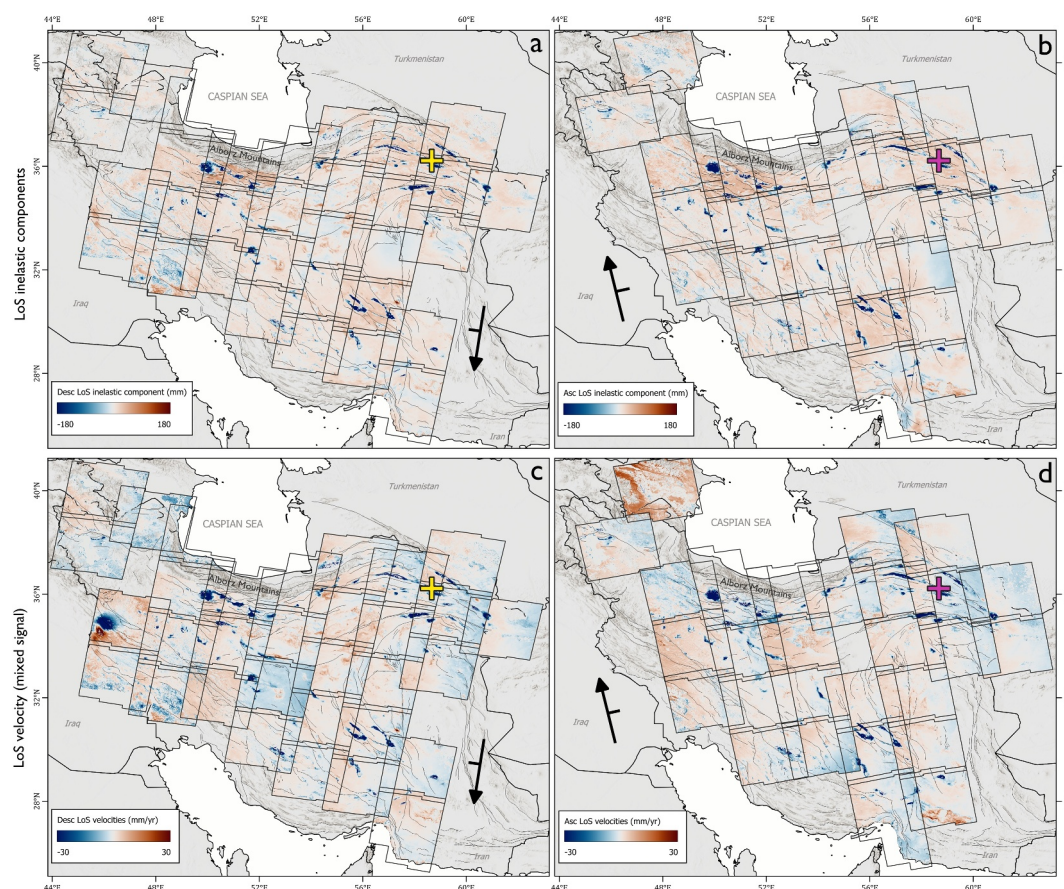 44°E 48°E 52°E 56°E 60°E 44°E 48°E 52°E 56°E 60°E
a
b
40°N
36°N
32°N
28°N
LoS inelastic components
Turkmenistan
CASPIAN SEA
Alborz Mountains
Iraq
Iran
Desc LoS inelastic component (mm)
-180 180
Turkmenistan
CASPIAN SEA
Alborz Mountains
Iraq
Iran
Asc LoS inelastic component (mm)
-180 180
c
d
40°N
36°N
32°N
28°N
LoS velocity (mixed signal)
Turkmenistan
CASPIAN SEA
Alborz Mountains
Iraq
Iran
Desc LoS velocities (mm/yr)
-30 30
Turkmenistan
CASPIAN SEA
Alborz Mountains
Iraq
Iran
Asc LoS velocities (mm/yr)
-30 30
44°E 48°E 52°E 56°E 60°E 44°E 48°E 52°E 56°E 60°E